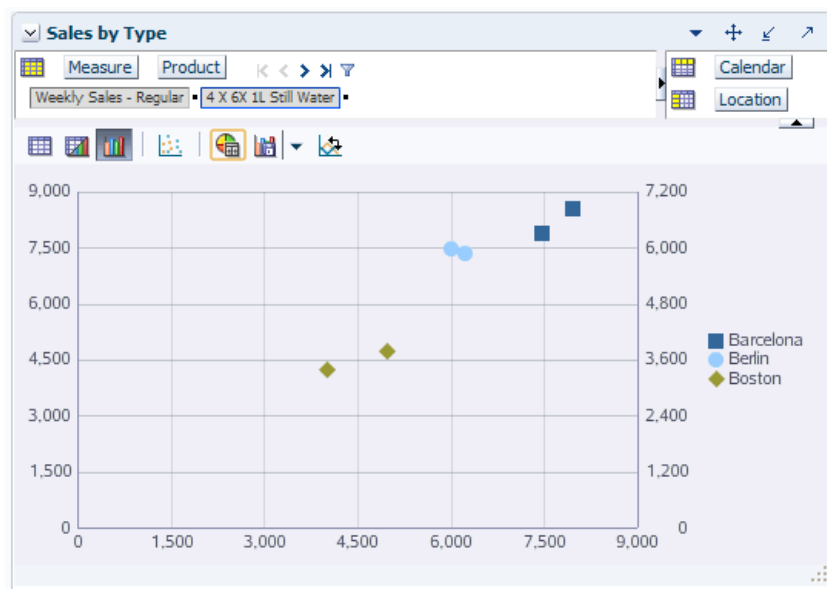 Sales by Type
Measure Product
Calendar
Weekly Sales - Regular 4 X 6X 1L Still Water
Location
9,000 7,200
7,500 6,000
6,000 4,800
4,500 3,600
3,000 2,400
1,500 1,200
0 0
0 1,500 3,000 4,500 6,000 7,500 9,000
Barcelona
Berlin
Boston